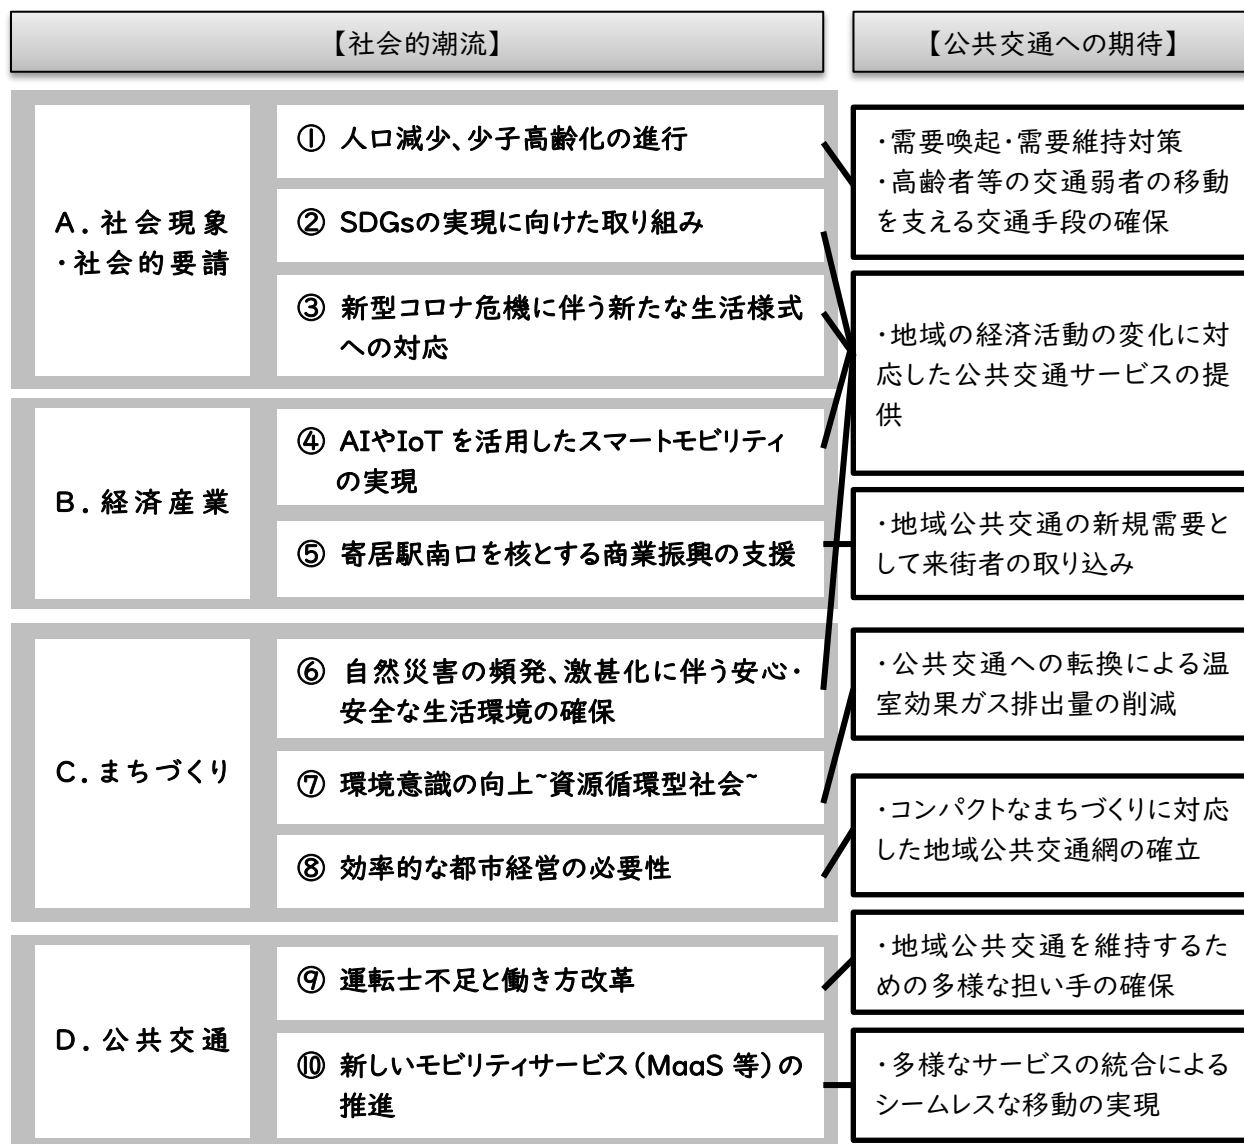 【社会的潮流】
【公共交通への期待】
A.社会現象
・社会的要請
① 人口減少、少子高齢化の進行
② SDGsの実現に向けた取り組み
③ 新型コロナ危機に伴う新たな生活様式
への対応
B.経済産業
④ AIやIoT を活用したスマートモビリティ
の実現
⑤ 寄居駅南口を核とする商業振興の支援
C.まちづくり
⑥ 自然災害の頻発、激甚化に伴う安心・
安全な生活環境の確保
⑦ 環境意識の向上~資源循環型社会~
⑧ 効率的な都市経営の必要性
D.公共交通
⑨ 運転士不足と働き方改革
⑩ 新しいモビリティサービス(MaaS 等)の
推進
・需要喚起・需要維持対策
・高齢者等の交通弱者の移動
を支える交通手段の確保
・地域の経済活動の変化に対
応した公共交通サービスの提
供
・地域公共交通の新規需要と
して来街者の取り込み
・公共交通への転換による温
室効果ガス排出量の削減
・コンパクトなまちづくりに対応
した地域公共交通網の確立
・地域公共交通を維持するた
めの多様な担い手の確保
・多様なサービスの統合による
シームレスな移動の実現